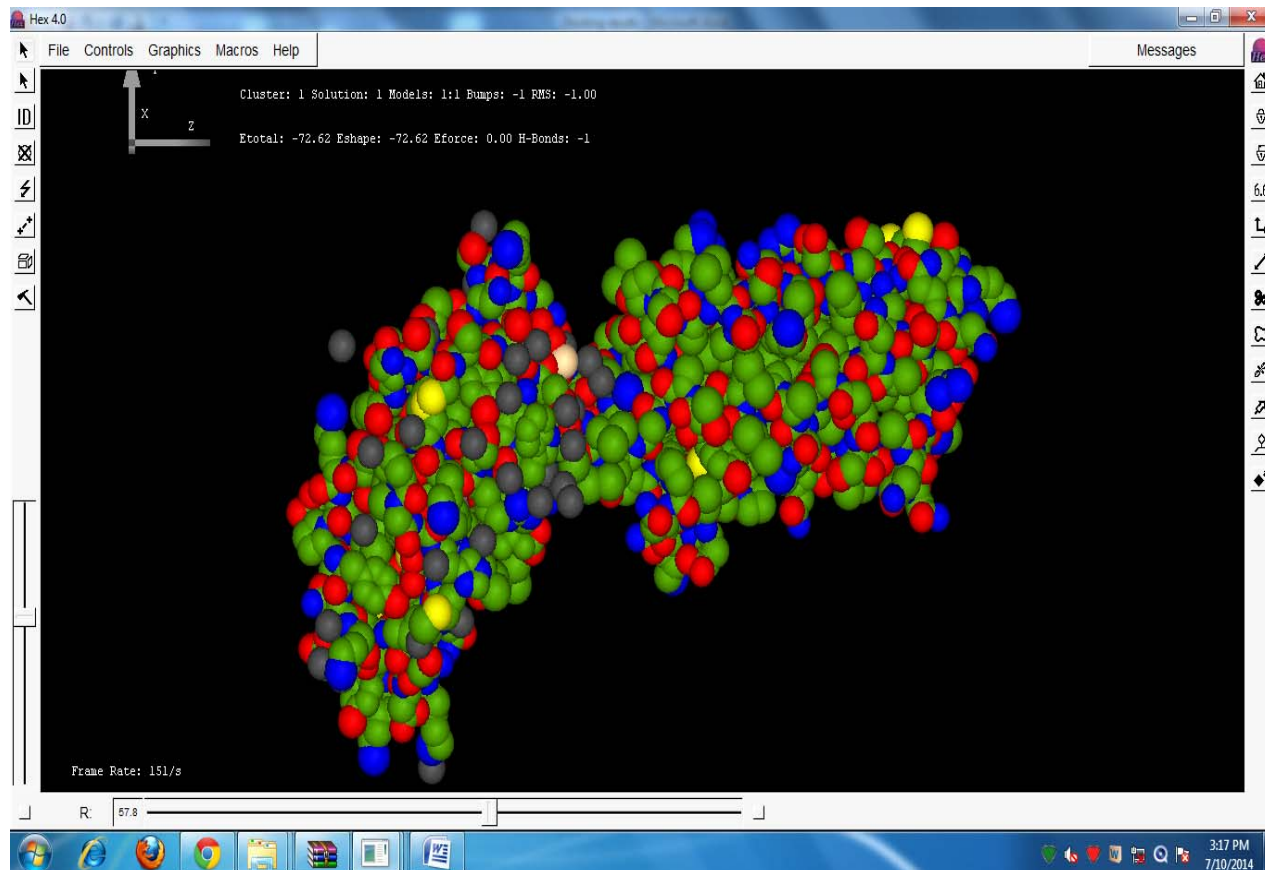 Hex 4.0
File Controls Graphics Macros Help
Messages
ID
X
Z
Cluster: 1 Solution: 1 Models: 1:1 Bumps: -1 RMS: -1.00
Etotal: -72.62 Eshape: -72.62 Eforce: 0.00 H-Bonds: -1
Frame Rate: 151/s
R: 57.8
3:17 PM
7/10/2014